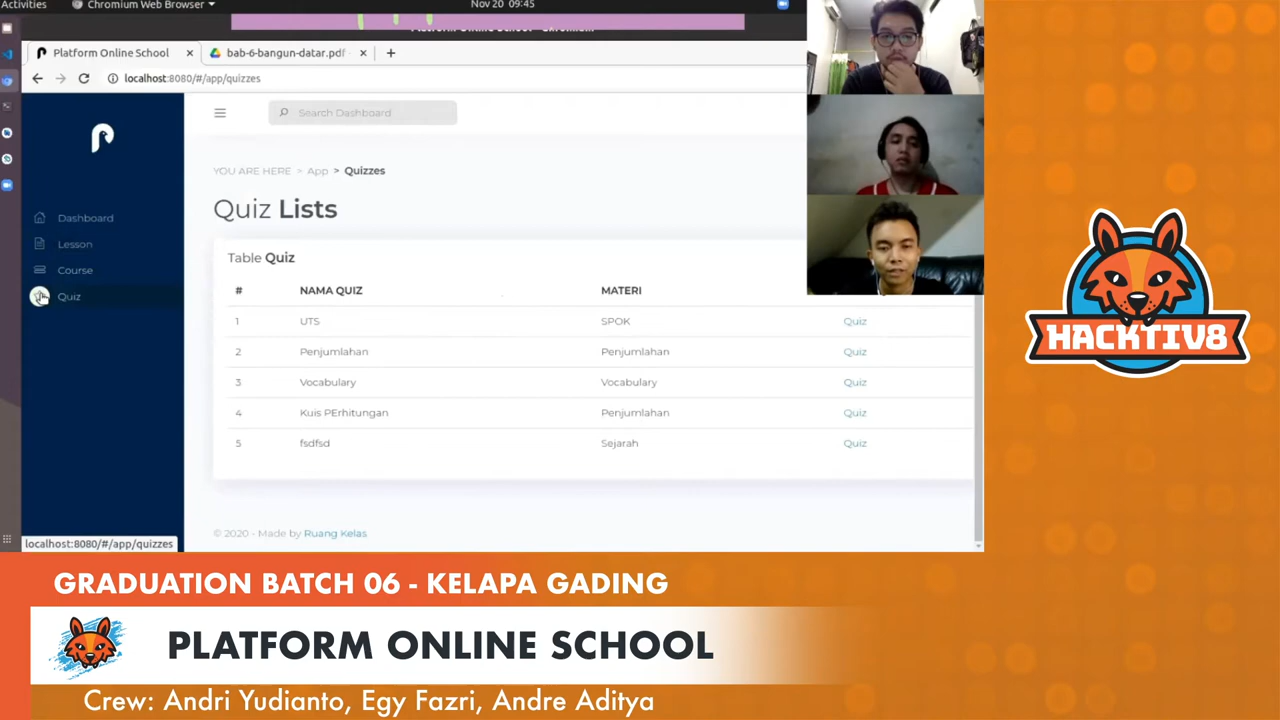 Activities
Chromium Web Browser
Nov 20 09:45
Platform Online School
bab-6-bangun-datar.pdf
localhost:8080/#/app/quizzes
Search Dashboard
YOU ARE HERE > App > Quizzes
Dashboard
Lesson
Course
Quiz
Quiz Lists
Table Quiz
# NAMA QUIZ MATERI
1 UTS SPOK Quiz
2 Penjumlahan Penjumlahan Quiz
3 Vocabulary Vocabulary Quiz
4 Kuis PErhitungan Penjumlahan Quiz
5 fsdfsd Sejarah Quiz
© 2020 - Made by Ruang Kelas
localhost:8080/#/app/quizzes
HACKTIV8
GRADUATION BATCH 06 - KELAPA GADING
PLATFORM ONLINE SCHOOL
Crew: Andri Yudianto, Egy Fazri, Andre Aditya